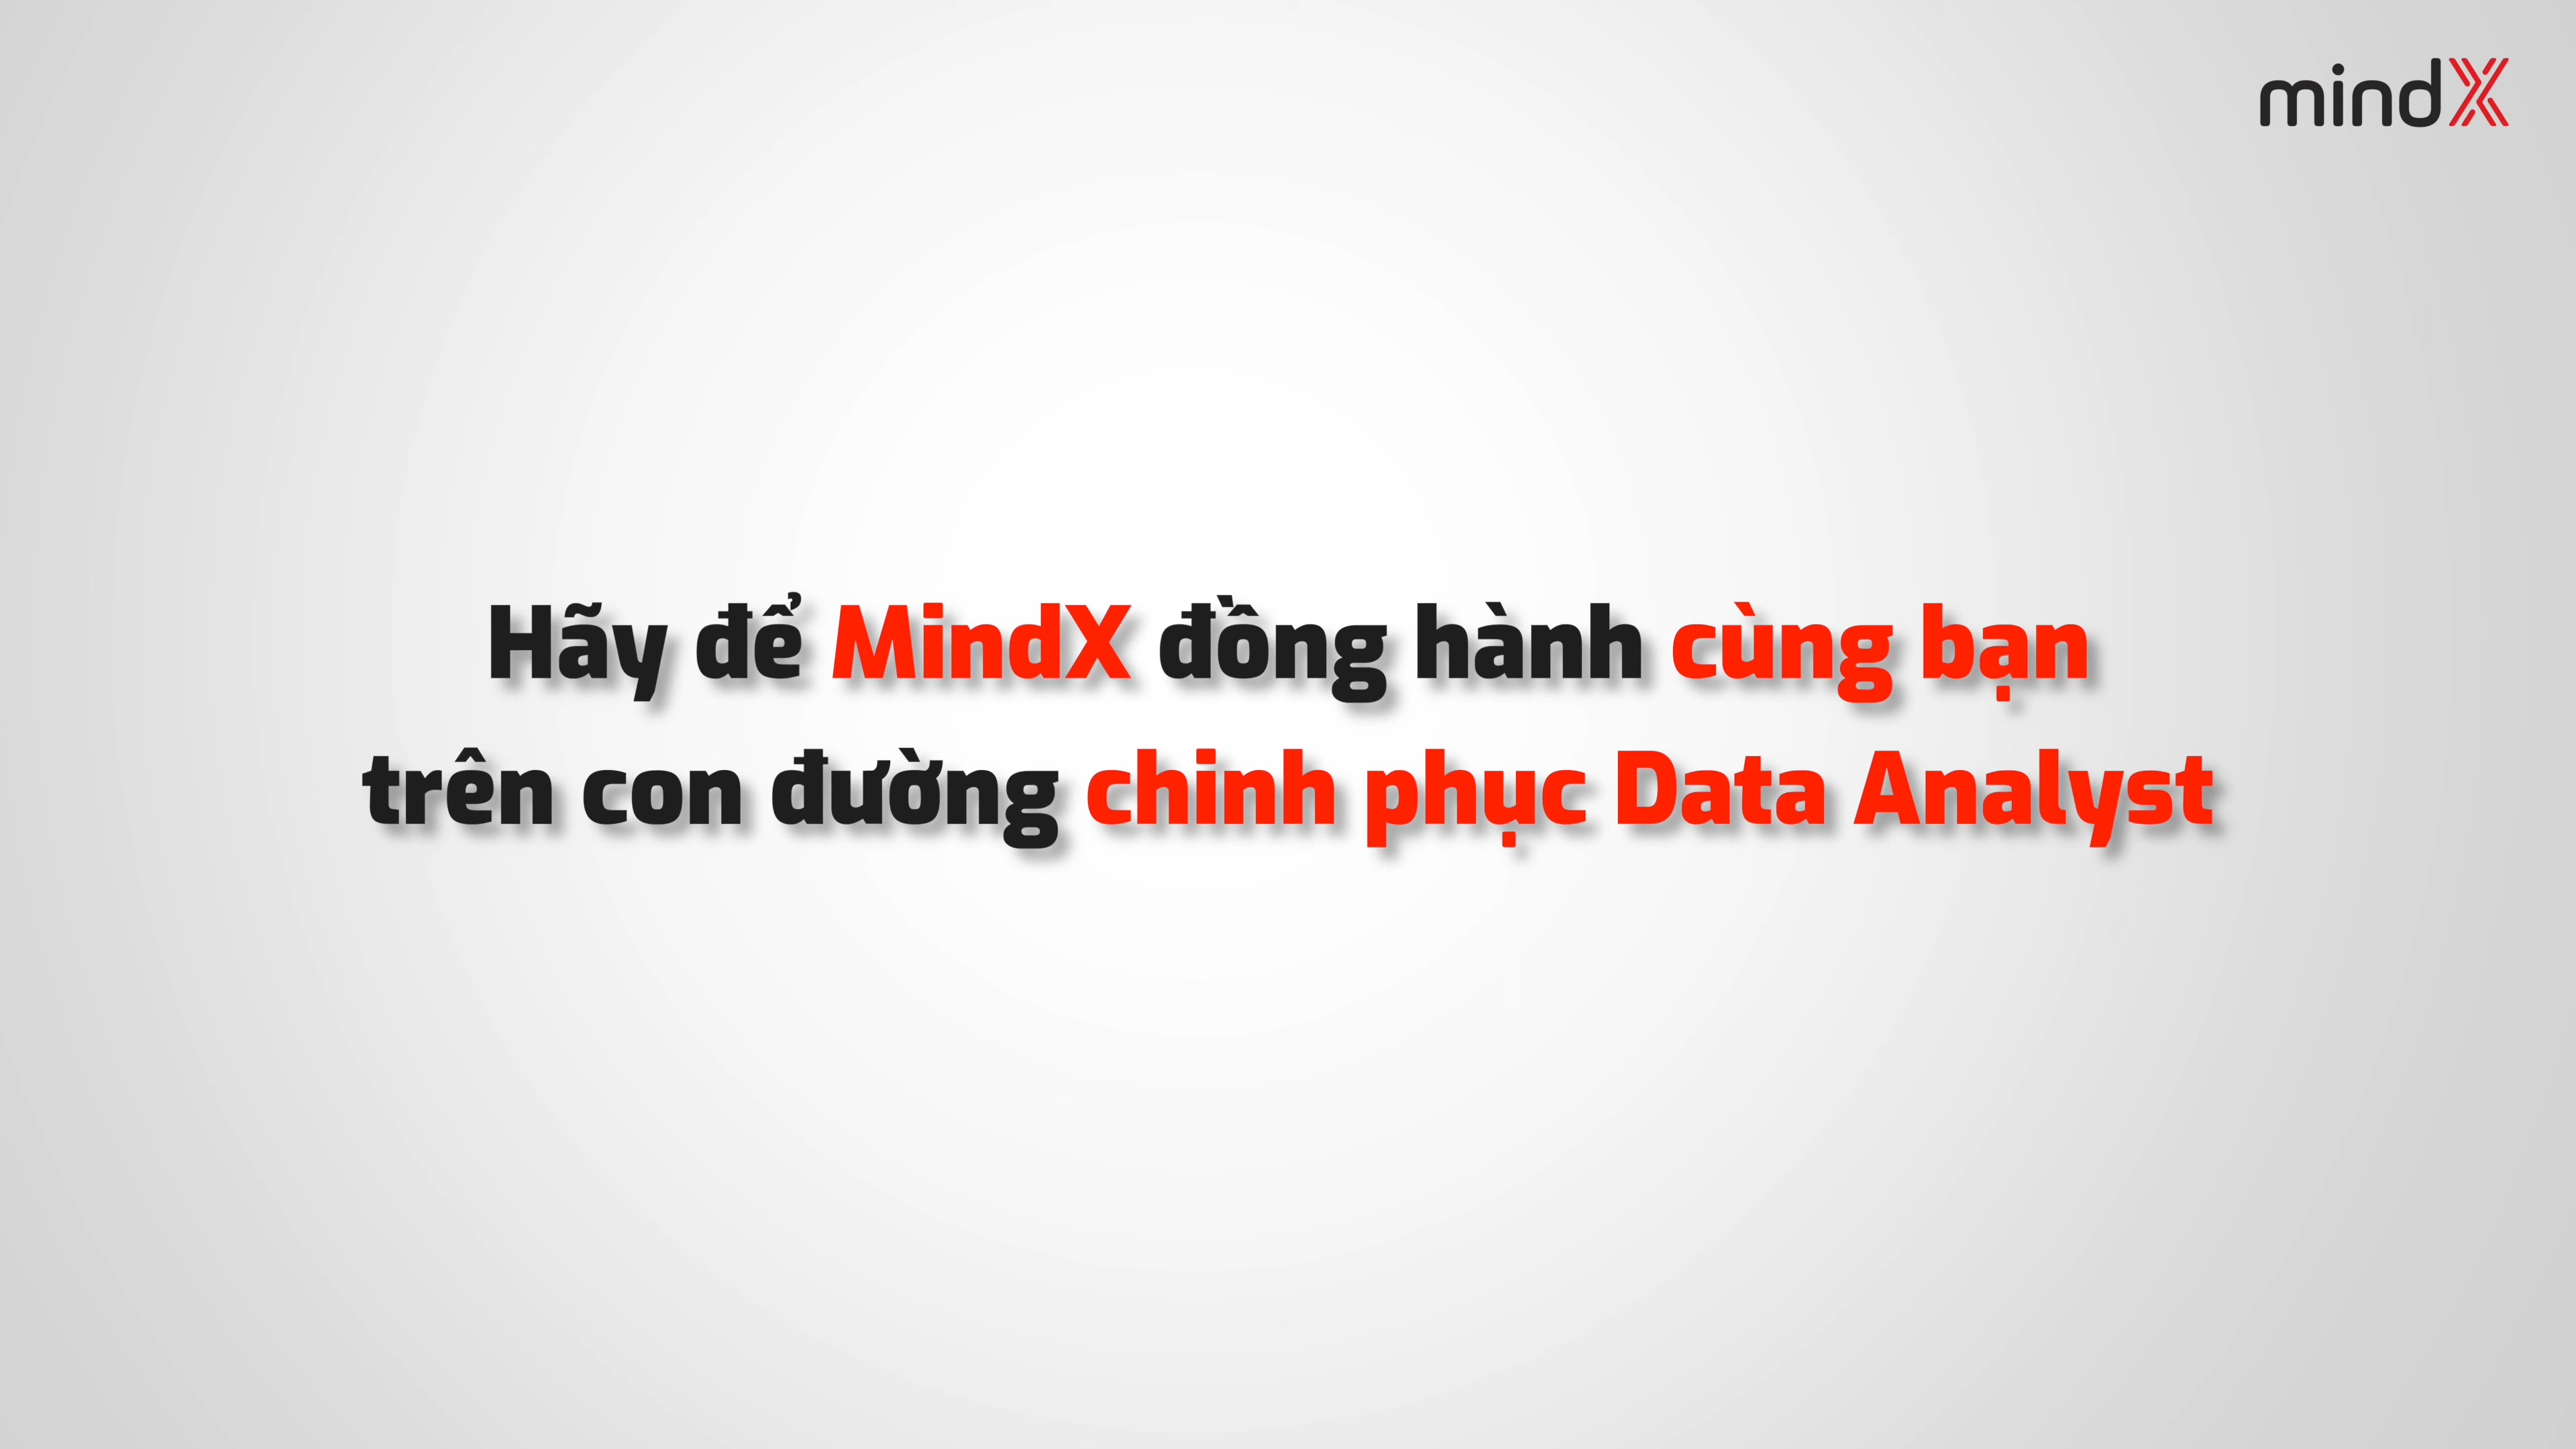 mindX
Hãy để MindX đồng hành cùng bạn
trên con đường chinh phục Data Analyst